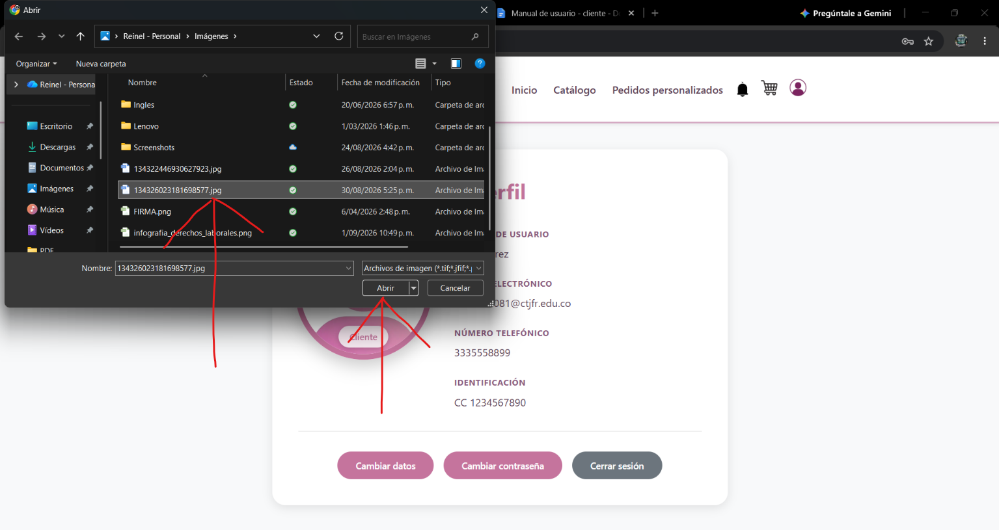 Abrir
Manual de usuario - cliente - Do
Pregúntale a Gemini
Reinel - Personal
Imágenes
Buscar en Imágenes
Organizar
Nueva carpeta
Reinel - Persona
Nombre
Estado
Fecha de modificación
Tipo
Ingles
20/06/2026 6:57 p. m.
Carpeta de arc
Lenovo
1/03/2026 1:46 p. m.
Carpeta de arc
Screenshots
24/08/2026 4:42 p. m.
Carpeta de arc
134322446930627923.jpg
26/08/2026 2:04 p. m.
Archivo de Ima
134326023181698577.jpg
30/08/2026 5:25 p. m.
Archivo de Ima
FIRMA.png
6/04/2026 2:48 p. m.
Archivo de Ima
infografia_derechos_laborales.png
1/09/2026 10:49 p. m.
Archivo de Ima
Escritorio
Descargas
Documentos
Imágenes
Música
Vídeos
PDF
Nombre:
134326023181698577.jpg
Archivos de imagen (*.tif;*.jfif;*.p
Abrir
Cancelar
Inicio
Catálogo
Pedidos personalizados
erfil
DE USUARIO
rez
LECTRÓNICO
081@ctjfr.edu.co
Cliente
NÚMERO TELEFÓNICO
3335558899
IDENTIFICACIÓN
CC 1234567890
Cambiar datos
Cambiar contraseña
Cerrar sesión